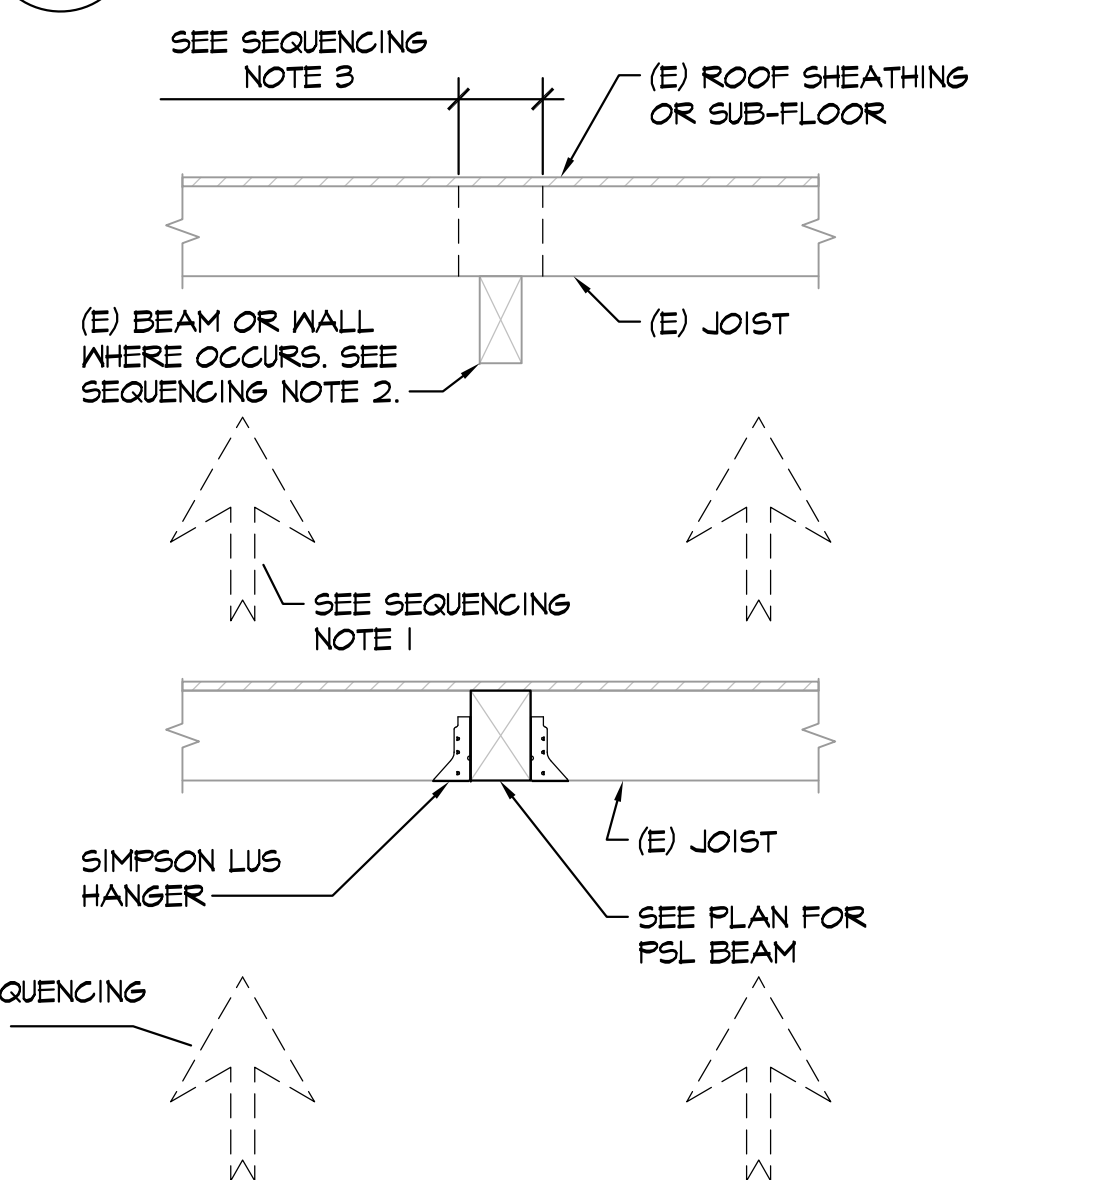 SEE SEQUENCING
NOTE 3
(E) ROOF SHEATHING
OR SUB-FLOOR
(E) BEAM OR WALL
WHERE OCCURS. SEE
SEQUENCING NOTE 2.
(E) JOIST
SEE SEQUENCING
NOTE 1
SIMPSON LUS
HANGER
(E) JOIST
SEE PLAN FOR
PSL BEAM
QUENCING